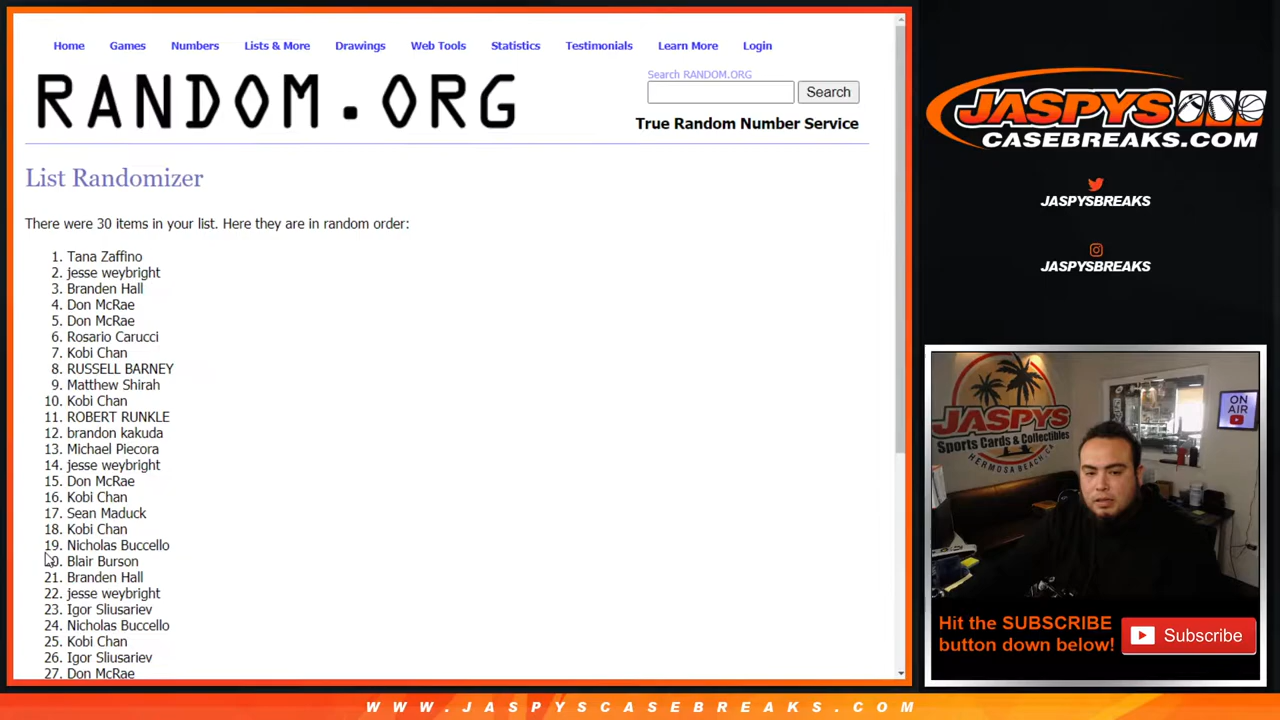 Home Games Numbers Lists & More Drawings Web Tools Statistics Testimonials Learn More Login
RANDOM.ORG
Search RANDOM.ORG
Search
True Random Number Service
List Randomizer
There were 30 items in your list. Here they are in random order:
1. Tana Zaffino
2. jesse weybright
3. Branden Hall
4. Don McRae
5. Don McRae
6. Rosario Carucci
7. Kobi Chan
8. RUSSELL BARNEY
9. Matthew Shirah
10. Kobi Chan
11. ROBERT RUNKLE
12. brandon kakuda
13. Michael Piecora
14. jesse weybright
15. Don McRae
16. Kobi Chan
17. Sean Maduck
18. Kobi Chan
19. Nicholas Buccello
20. Blair Burson
21. Branden Hall
22. jesse weybright
23. Igor Sliusariev
24. Nicholas Buccello
25. Kobi Chan
26. Igor Sliusariev
27. Don McRae
JASPYS
CASEBREAKS.COM
JASPYSBREAKS
JASPYSBREAKS
JASPYS
Sports Cards & Collectibles
HERMOSA BEACH, CA
ON
AIR
Hit the SUBSCRIBE
button down below!
Subscribe
WWW.JASPYSCASEBREAKS.COM